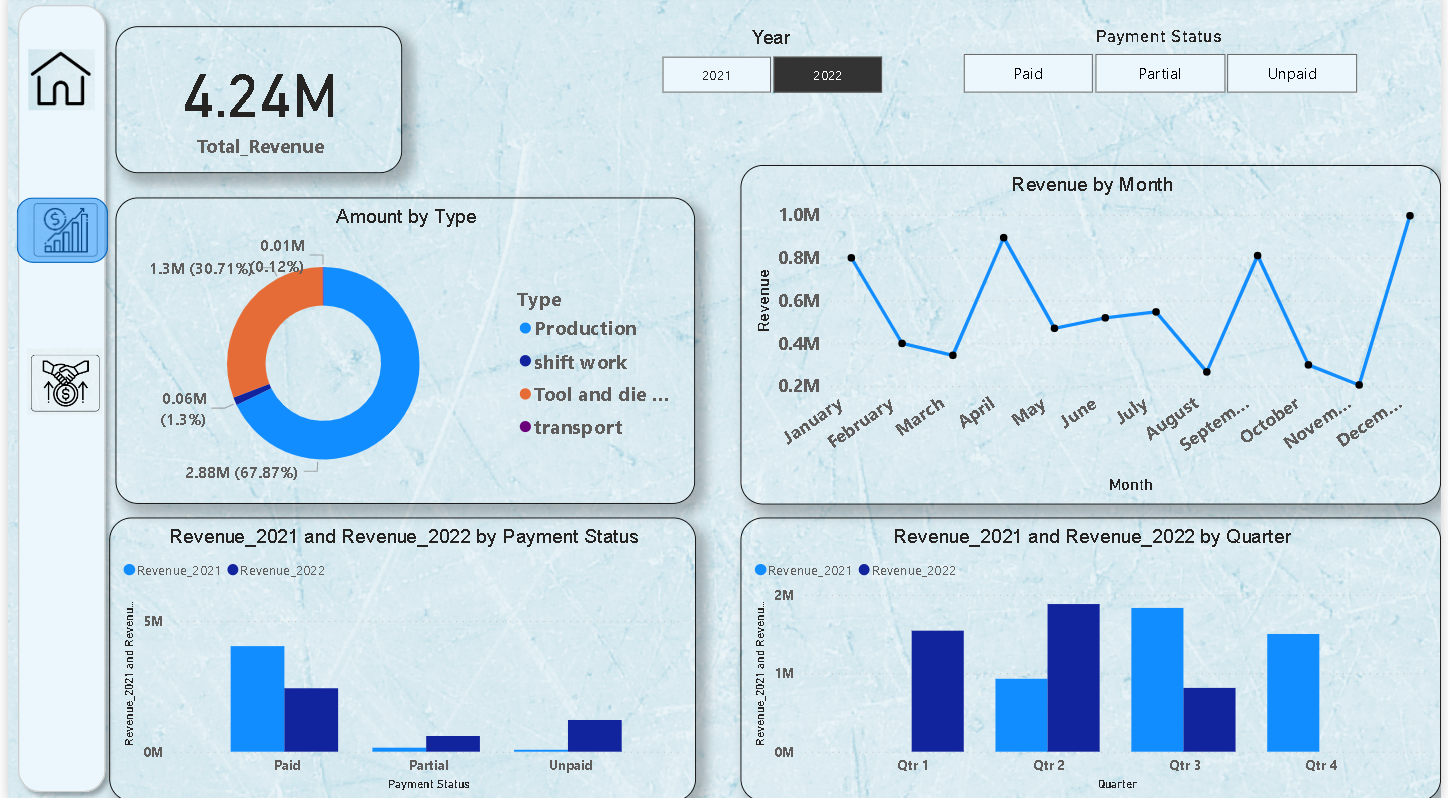 4.24M
Total_Revenue
Year
2021
2022
Payment Status
Paid
Partial
Unpaid
Amount by Type
0.01M
(0.12%)
1.3M (30.71%)
0.06M
(1.3%)
2.88M (67.87%)
Type
Production
shift work
Tool and die ...
transport
Revenue by Month
Revenue
1.0M
0.8M
0.6M
0.4M
0.2M
January
February
March
April
May
June
July
August
Septem...
October
Novem...
Decem...
Month
Revenue_2021 and Revenue_2022 by Payment Status
Revenue_2021 Revenue_2022
Revenue_2021 and Revenu...
5M
0M
Paid
Partial
Unpaid
Payment Status
Revenue_2021 and Revenue_2022 by Quarter
Revenue_2021 Revenue_2022
Revenue_2021 and Revenu...
2M
1M
0M
Qtr 1
Qtr 2
Qtr 3
Qtr 4
Quarter